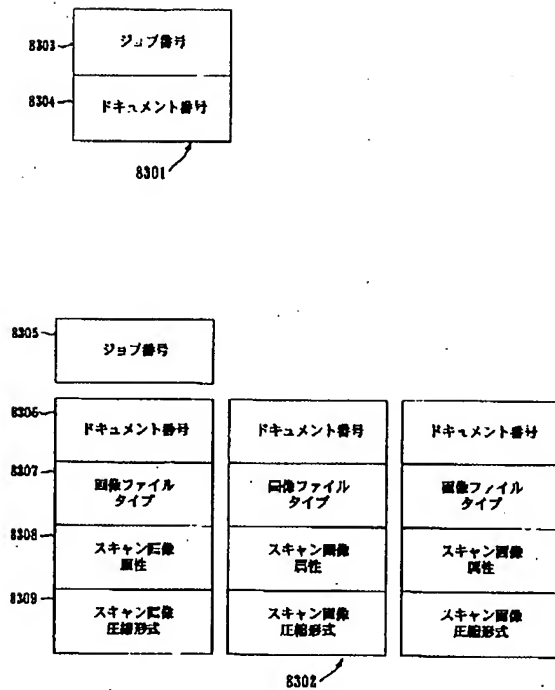 8303
ジョブ番号
8304
ドキュメント番号
8301
8305
ジョブ番号
8306
ドキュメント番号
ドキュメント番号
ドキュメント番号
8307
画像ファイル
タイプ
画像ファイル
タイプ
画像ファイル
タイプ
8308
スキャン画像
属性
スキャン画像
属性
スキャン画像
属性
8309
スキャン画像
圧縮形式
スキャン画像
圧縮形式
スキャン画像
圧縮形式
8302